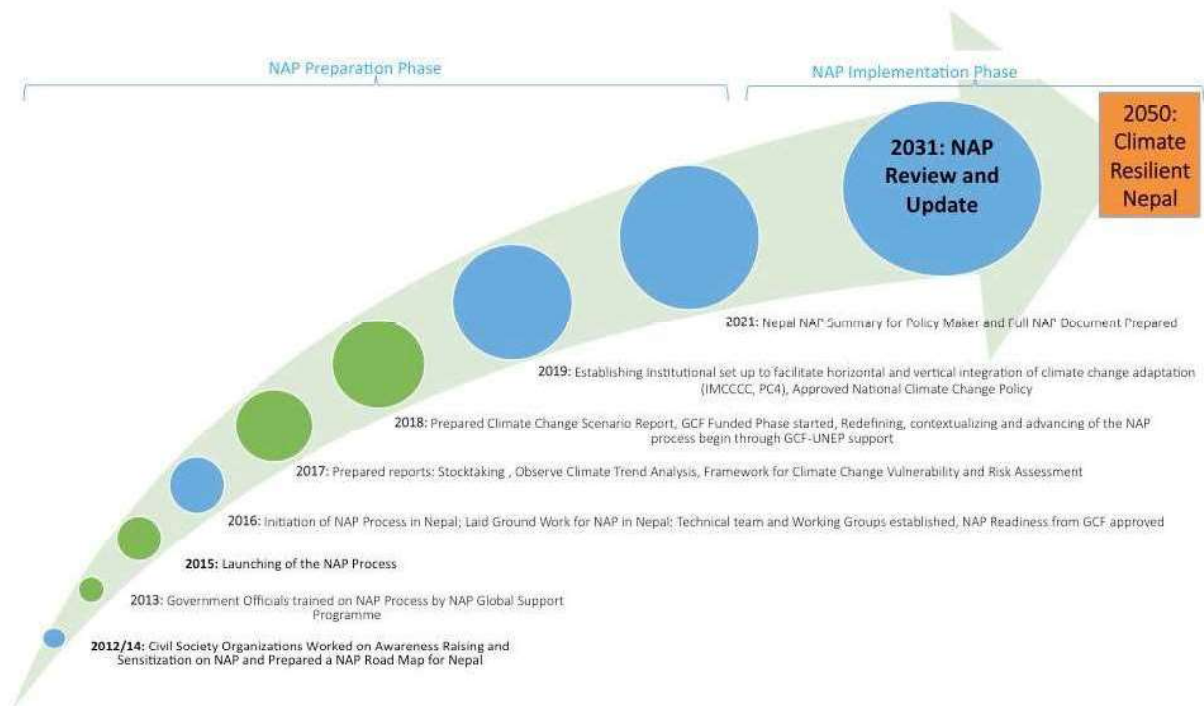 NAP Preparation Phase
NAP Implementation Phase
2050:
Climate
Resilient
Nepal
2031: NAP
Review and
Update
2021: Nepal NAP Summary for Policy Maker and Full NAP Document Prepared
2019: Establishing Institutional set up to facilitate horizontal and vertical integration of climate change adaptation
(IMCCCC, PC4), Approved National Climate Change Policy
2018: Prepared Climate Change Scenario Report, GCF Funded Phase started, Redefining, contextualizing and advancing of the NAP
process begin through GCF-UNEP support
2017: Prepared reports: Stocktaking , Observe Climate Trend Analysis, Framework for Climate Change Vulnerability and Risk Assessment
2016: Initiation of NAP Process in Nepal; Laid Ground Work for NAP in Nepal: Technical team and Working Groups established, NAP Readiness from GCF approved
2015: Launching of the NAP Process
2013: Government Officials trained on NAP Process by NAP Global Support
Programme
2012/14: Civil Society Organizations Worked on Awareness Raising and
Sensitization on NAP and Prepared a NAP Road Map for Nepal